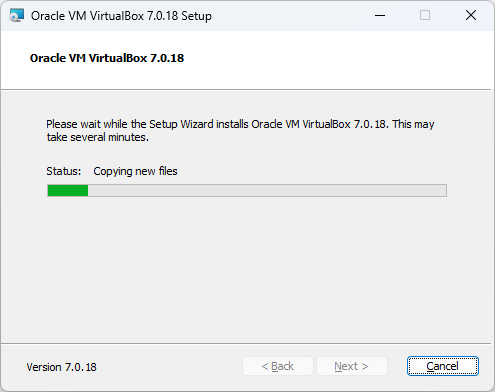 Oracle VM VirtualBox 7.0.18 Setup
Oracle VM VirtualBox 7.0.18
Please wait while the Setup Wizard installs Oracle VM VirtualBox 7.0.18. This may
take several minutes.
Status: Copying new files
Version 7.0.18 < Back Next > Cancel